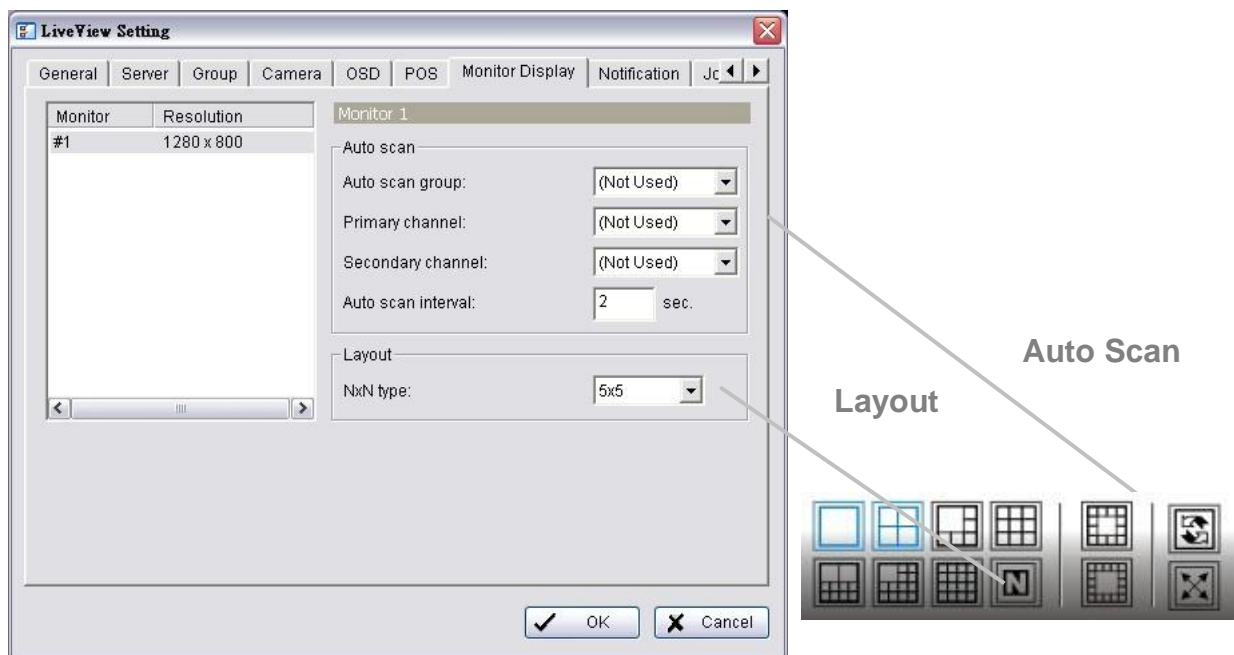 LiveView Setting
General Server Group Camera OSD POS Monitor Display Notification
Monitor Resolution
#1 1280 x 800
Monitor 1
Auto scan
Auto scan group: (Not Used)
Primary channel: (Not Used)
Secondary channel: (Not Used)
Auto scan interval: 2 sec.
Layout
NxN type: 5x5
OK Cancel
Auto Scan
Layout
N